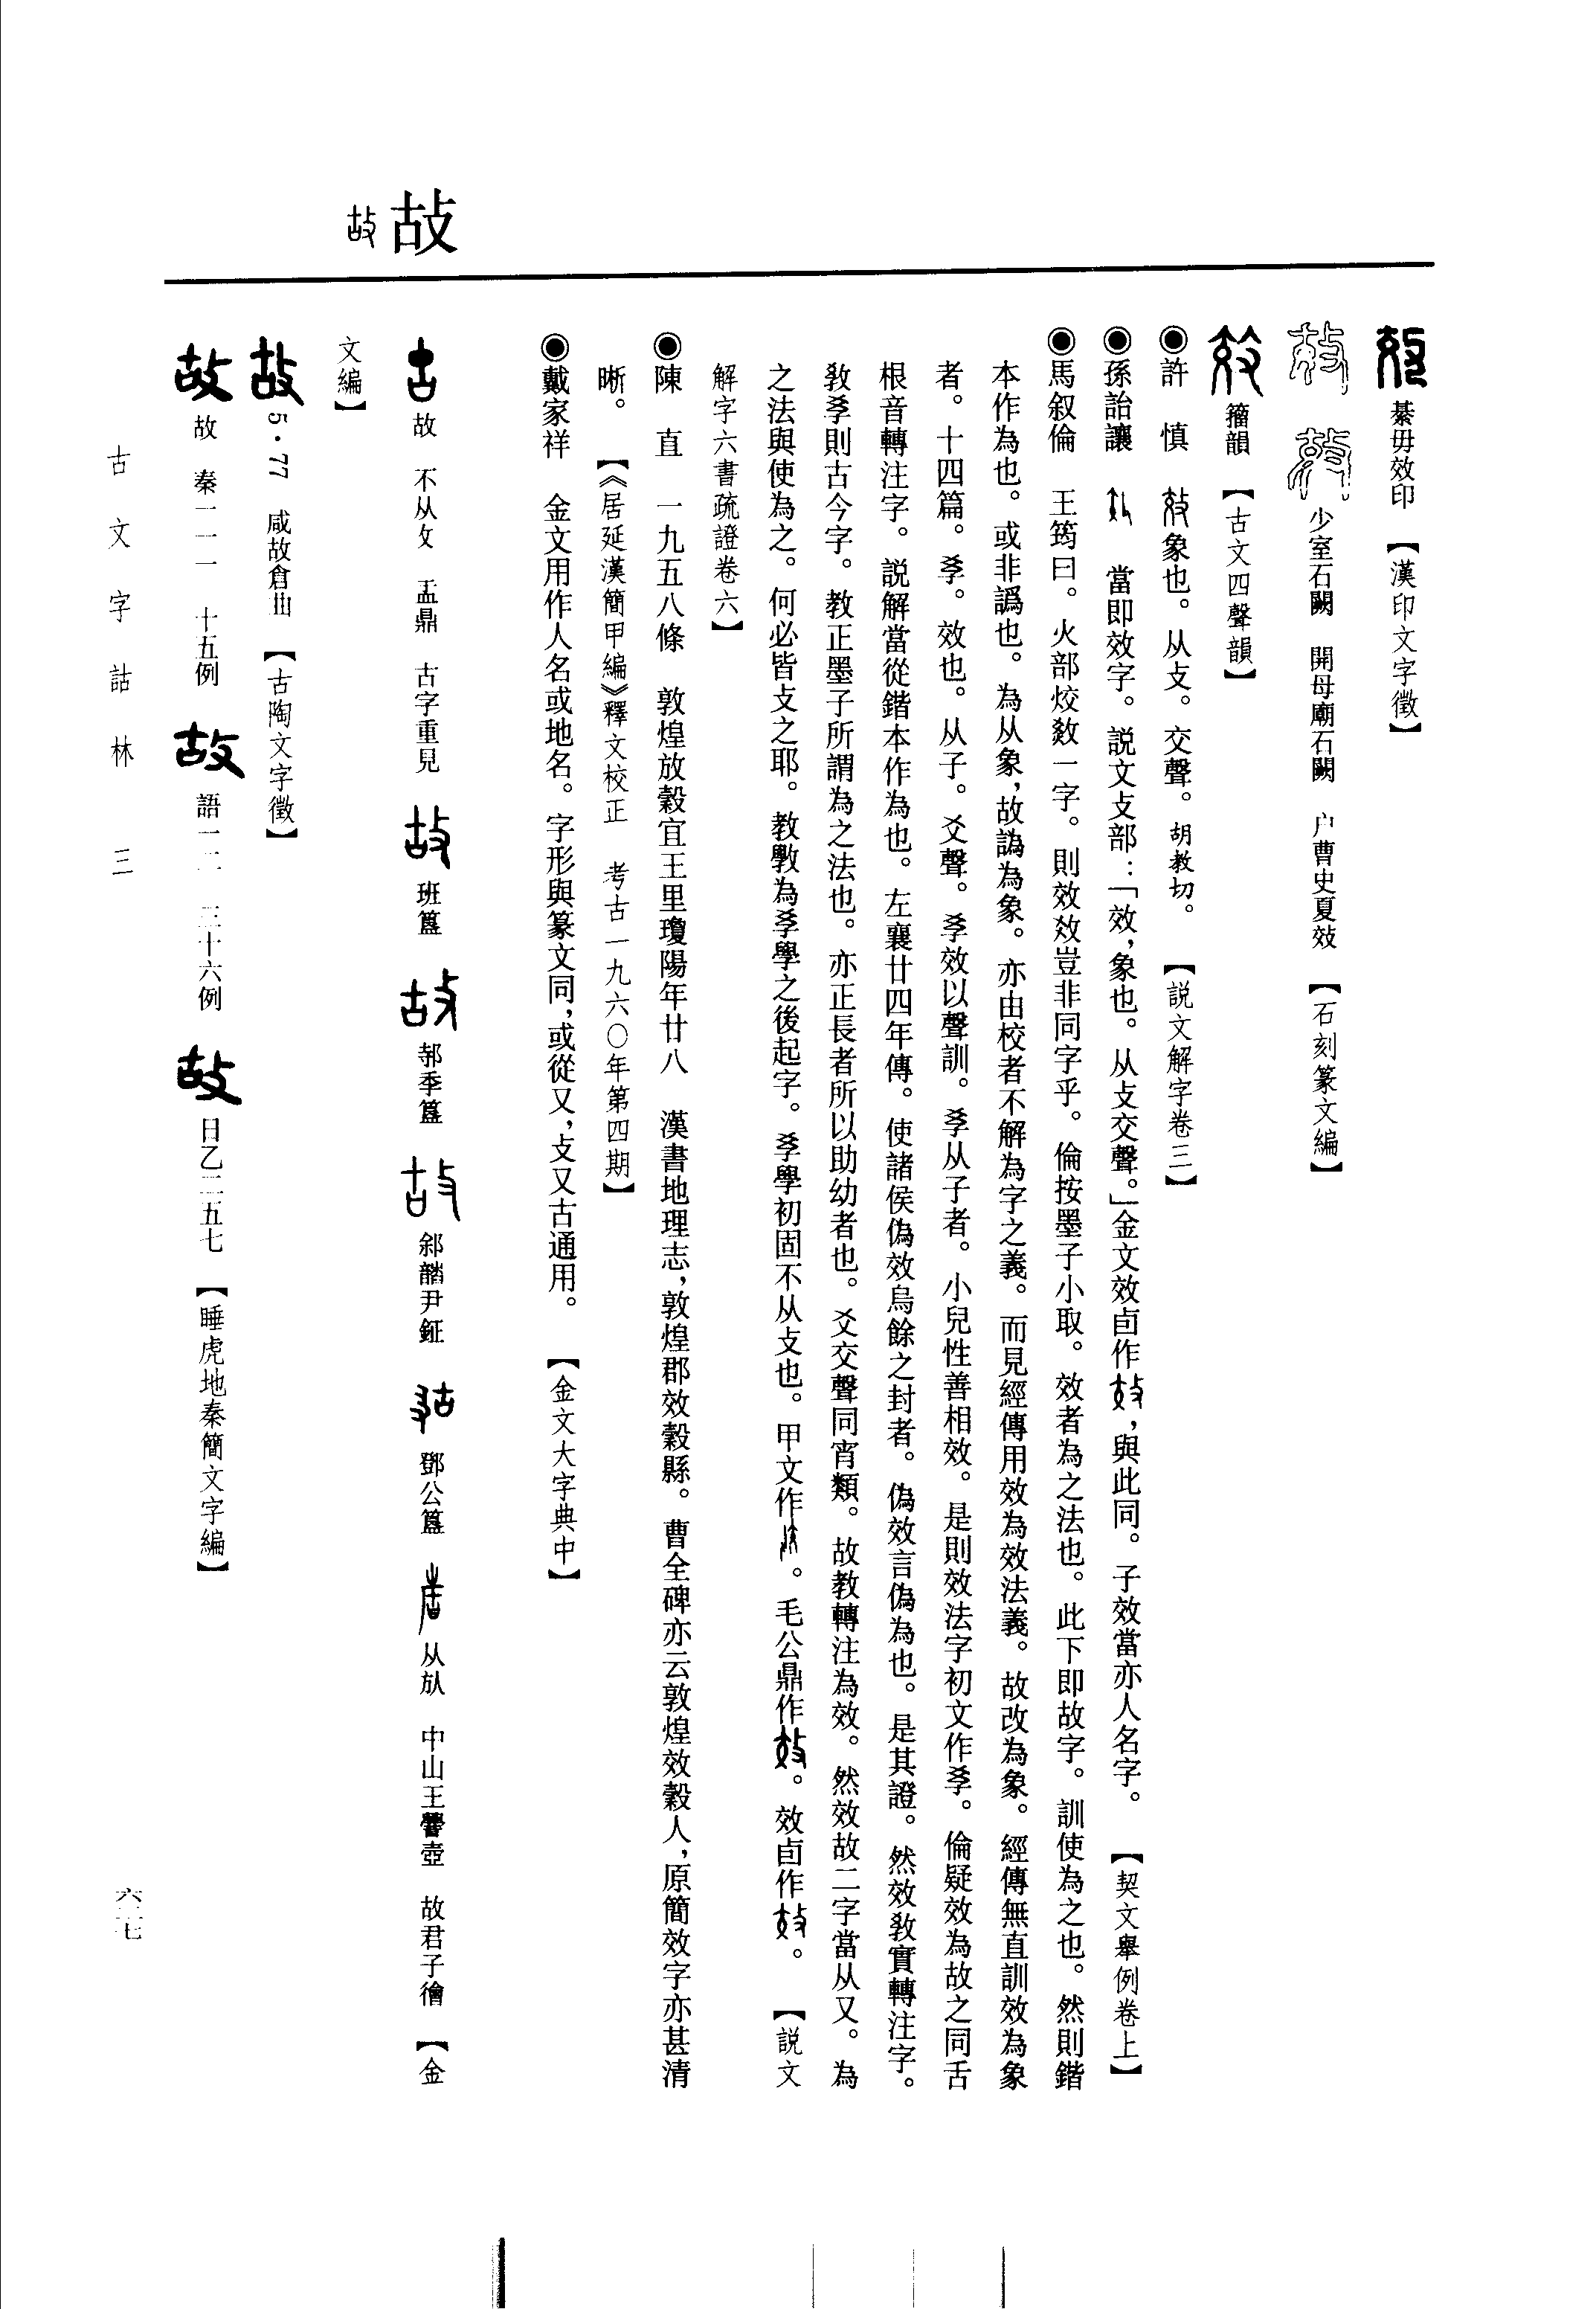 故
綦毋效印 【漢印文字徵】
少室石闕 開母廟石闕 户曹史夏效 【石刻篆文編】
籀韻 【古文四聲韻】
◉許 慎 象也。从攴。交聲。胡教切。 【説文解字卷三】
◉孫詒讓 當即效字。説文攴部：「效，象也。从攴交聲。」金文效卣作，與此同。子效當亦人名字。 【契文舉例卷上】
◉馬叙倫 王筠曰。火部烄敥一字。則效效豈非同字乎。倫按墨子小取。效者為之法也。此下即故字。訓使為之也。然則鍇
本作為也。或非譌也。為从象，故譌為象。亦由校者不解為字之義。而見經傳用效為效法義。故改為象。經傳無直訓效為象
者。十四篇。㝅。效也。从子。爻聲。㝅效以聲訓。㝅从子者。小兒性善相效。是則效法字初文作㝅。倫疑效為故之同舌
根音轉注字。説解當從鍇本作為也。左襄廿四年傳。使諸侯偽效烏餘之封者。偽效言偽為也。是其證。然效教實轉注字。
教㝅則古今字。教正墨子所謂為之法也。亦正長者所以助幼者也。爻交聲同宵類。故教轉注為效。然效故二字當从又。為
之法與使為之。何必皆攴之耶。教斆為㝅學之後起字。㝅學初固不从攴也。甲文作。毛公鼎作。效卣作。 【説文
解字六書疏證卷六】
◉陳 直 一九五八條 敦煌放穀宜王里瓊陽年廿八 漢書地理志，敦煌郡效穀縣。曹全碑亦云敦煌效穀人，原簡效字亦甚清
晰。 【《居延漢簡甲編》釋文校正 考古一九六〇年第四期】
◉戴家祥 金文用作人名或地名。字形與篆文同，或從又，攴又古通用。 【金文大字典中】
故 不从攵 盂鼎 古字重見 班簋 郜季簋 䣄䣈尹鉦 鄧公簋 从㫃 中山王壺 故君子徻 【金
文編】
5·77 咸故倉 【古陶文字徵】
故 秦一一一 十五例 語一二 三十六例 日乙二五七 【睡虎地秦簡文字編】
古文字詁林 三
六三七